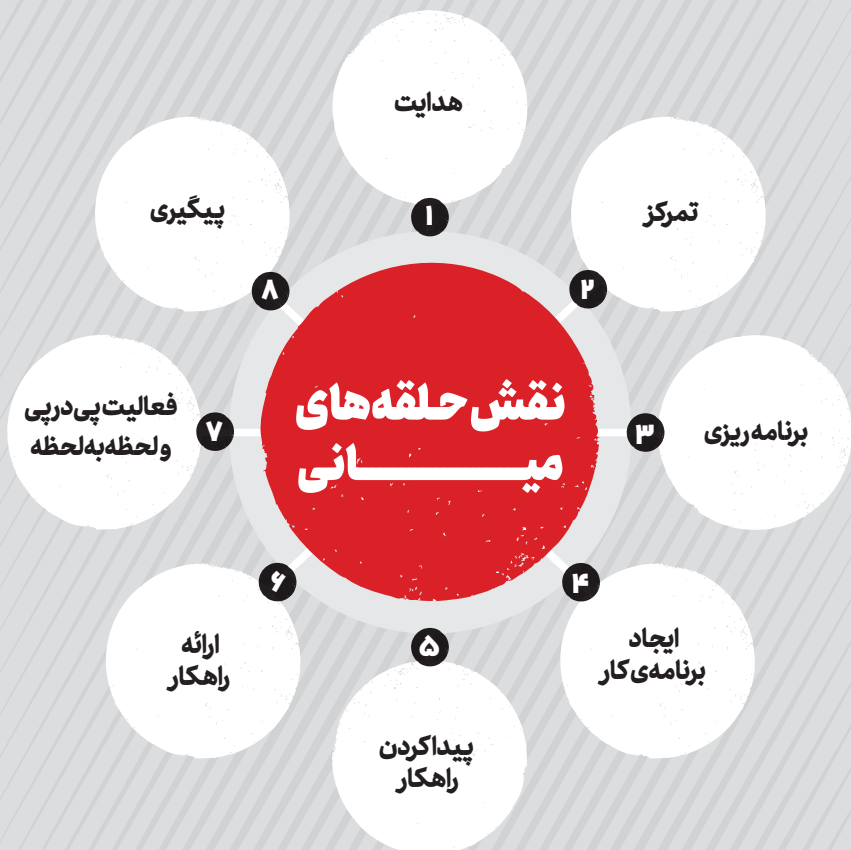 نقش حلقه‌های
میانی
۱
هدایت
۲
تمرکز
۳
برنامه‌ریزی
۴
ایجاد
برنامه‌ی کار
۵
پیدا کردن
راهکار
۶
ارائه
راهکار
۷
فعالیت پی‌در‌پی
و لحظه‌به‌لحظه
۸
پیگیری